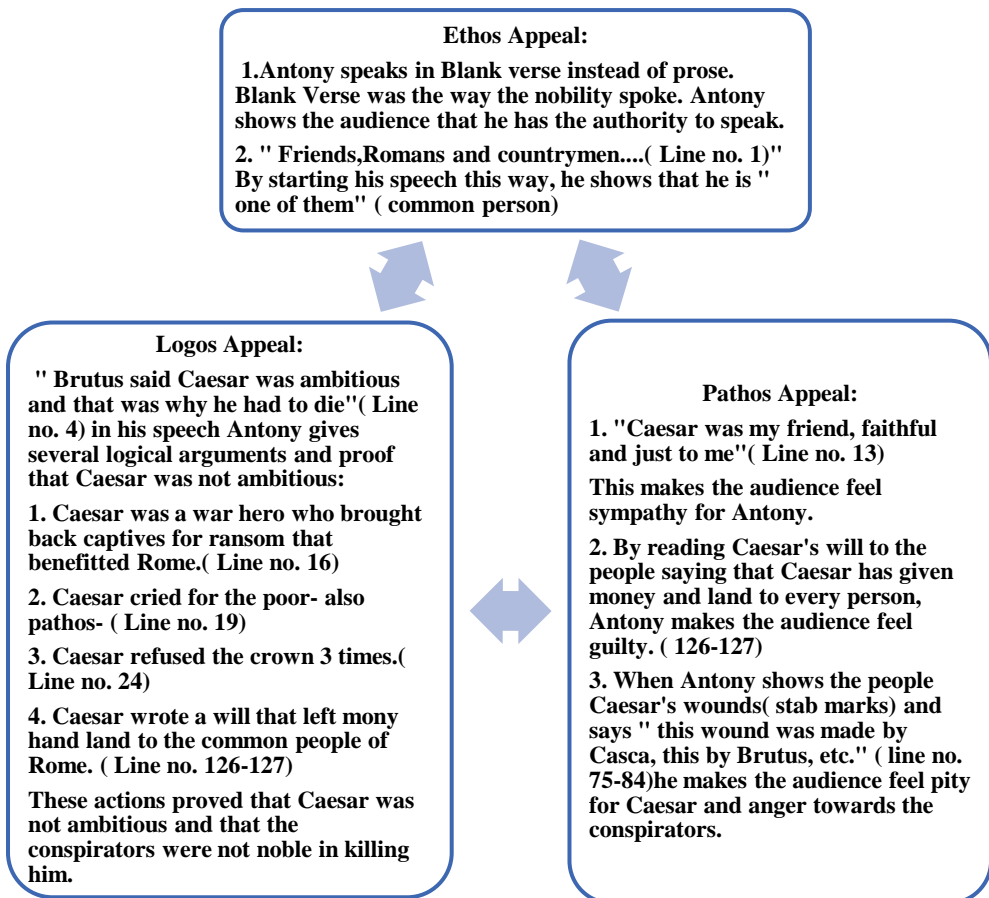 Ethos Appeal:
1.Antony speaks in Blank verse instead of prose.
Blank Verse was the way the nobility spoke. Antony
shows the audience that he has the authority to speak.
2. " Friends,Romans and countrymen....( Line no. 1)"
By starting his speech this way, he shows that he is "
one of them" ( common person)
Logos Appeal:
" Brutus said Caesar was ambitious
and that was why he had to die"( Line
no. 4) in his speech Antony gives
several logical arguments and proof
that Caesar was not ambitious:
1. Caesar was a war hero who brought
back captives for ransom that
benefitted Rome.( Line no. 16)
2. Caesar cried for the poor- also
pathos- ( Line no. 19)
3. Caesar refused the crown 3 times.(
Line no. 24)
4. Caesar wrote a will that left mony
hand land to the common people of
Rome. ( Line no. 126-127)
These actions proved that Caesar was
not ambitious and that the
conspirators were not noble in killing
him.
Pathos Appeal:
1. "Caesar was my friend, faithful
and just to me"( Line no. 13)
This makes the audience feel
sympathy for Antony.
2. By reading Caesar's will to the
people saying that Caesar has given
money and land to every person,
Antony makes the audience feel
guilty. ( 126-127)
3. When Antony shows the people
Caesar's wounds( stab marks) and
says " this wound was made by
Casca, this by Brutus, etc." ( line no.
75-84)he makes the audience feel pity
for Caesar and anger towards the
conspirators.